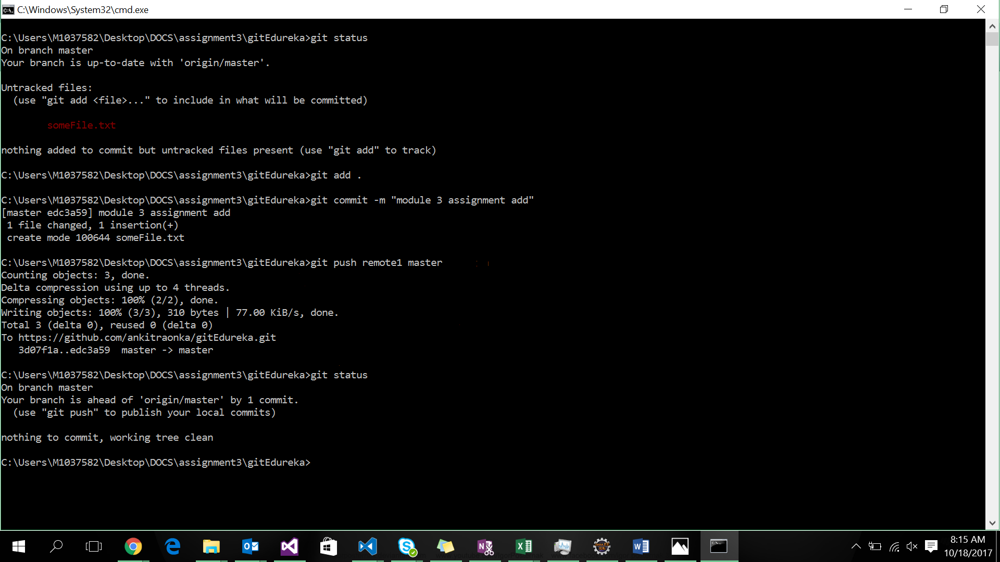 C:\Windows\System32\cmd.exe
C:\Users\M1037582\Desktop\DOCS\assignment3\gitEdureka>git status
On branch master
Your branch is up-to-date with 'origin/master'.
Untracked files:
  (use "git add <file>..." to include in what will be committed)
        someFile.txt
nothing added to commit but untracked files present (use "git add" to track)
C:\Users\M1037582\Desktop\DOCS\assignment3\gitEdureka>git add .
C:\Users\M1037582\Desktop\DOCS\assignment3\gitEdureka>git commit -m "module 3 assignment add"
[master edc3a59] module 3 assignment add
 1 file changed, 1 insertion(+)
 create mode 100644 someFile.txt
C:\Users\M1037582\Desktop\DOCS\assignment3\gitEdureka>git push remote1 master
Counting objects: 3, done.
Delta compression using up to 4 threads.
Compressing objects: 100% (2/2), done.
Writing objects: 100% (3/3), 310 bytes | 77.00 KiB/s, done.
Total 3 (delta 0), reused 0 (delta 0)
To https://github.com/ankitraonka/gitEdureka.git
   3d07f1a..edc3a59  master -> master
C:\Users\M1037582\Desktop\DOCS\assignment3\gitEdureka>git status
On branch master
Your branch is ahead of 'origin/master' by 1 commit.
  (use "git push" to publish your local commits)
nothing to commit, working tree clean
C:\Users\M1037582\Desktop\DOCS\assignment3\gitEdureka>
8:15 AM
10/18/2017